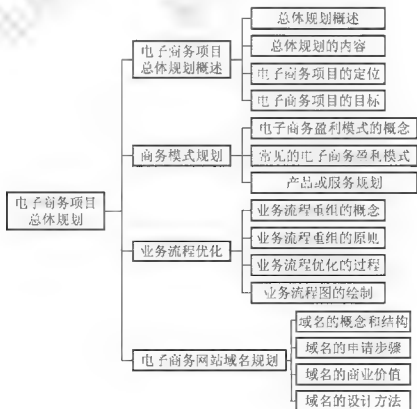 电子商务项目
总体规划
电子商务项目
总体规划概述
总体规划概述
总体规划的内容
电子商务项目的定位
电子商务项目的目标
商务模式规划
电子商务盈利模式的概念
常见的电子商务盈利模式
产品或服务规划
业务流程优化
业务流程重组的概念
业务流程重组的原则
业务流程优化的过程
业务流程图的绘制
电子商务网站域名规划
域名的概念和结构
域名的申请步骤
域名的商业价值
域名的设计方法